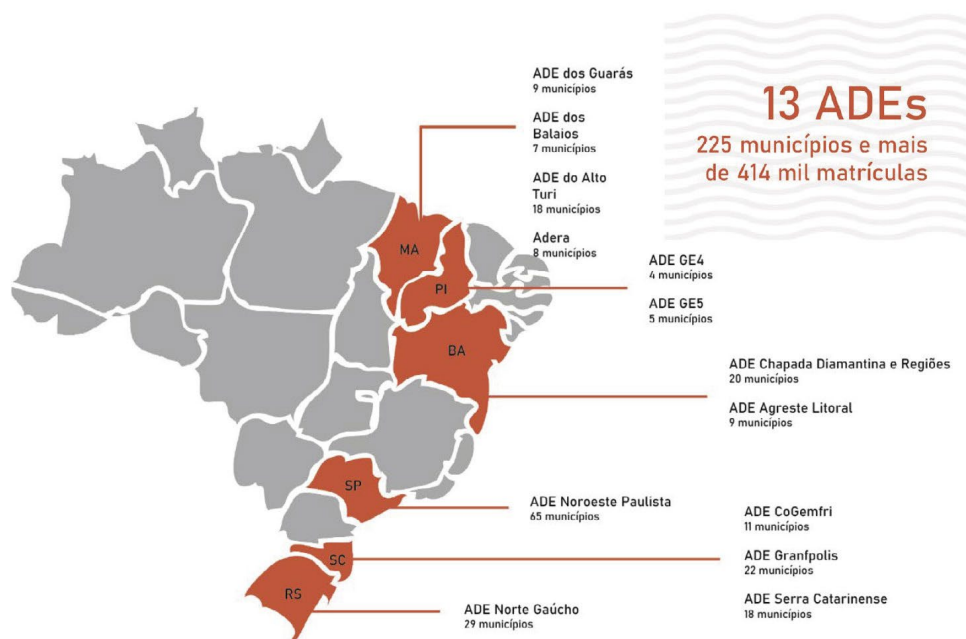 13 ADEs
225 municípios e mais
de 414 mil matrículas
ADE dos Guarás
9 municípios
ADE dos
Balaios
7 municípios
ADE do Alto
Turi
18 municípios
Adera
8 municípios
MA
PI
BA
SP
SC
RS
ADE GE4
4 municípios
ADE GE5
5 municípios
ADE Chapada Diamantina e Regiões
20 municípios
ADE Agreste Litoral
9 municípios
ADE Noroeste Paulista
65 municípios
ADE CoGemfri
11 municípios
ADE Granfpolis
22 municípios
ADE Serra Catarinense
18 municípios
ADE Norte Gaúcho
29 municípios